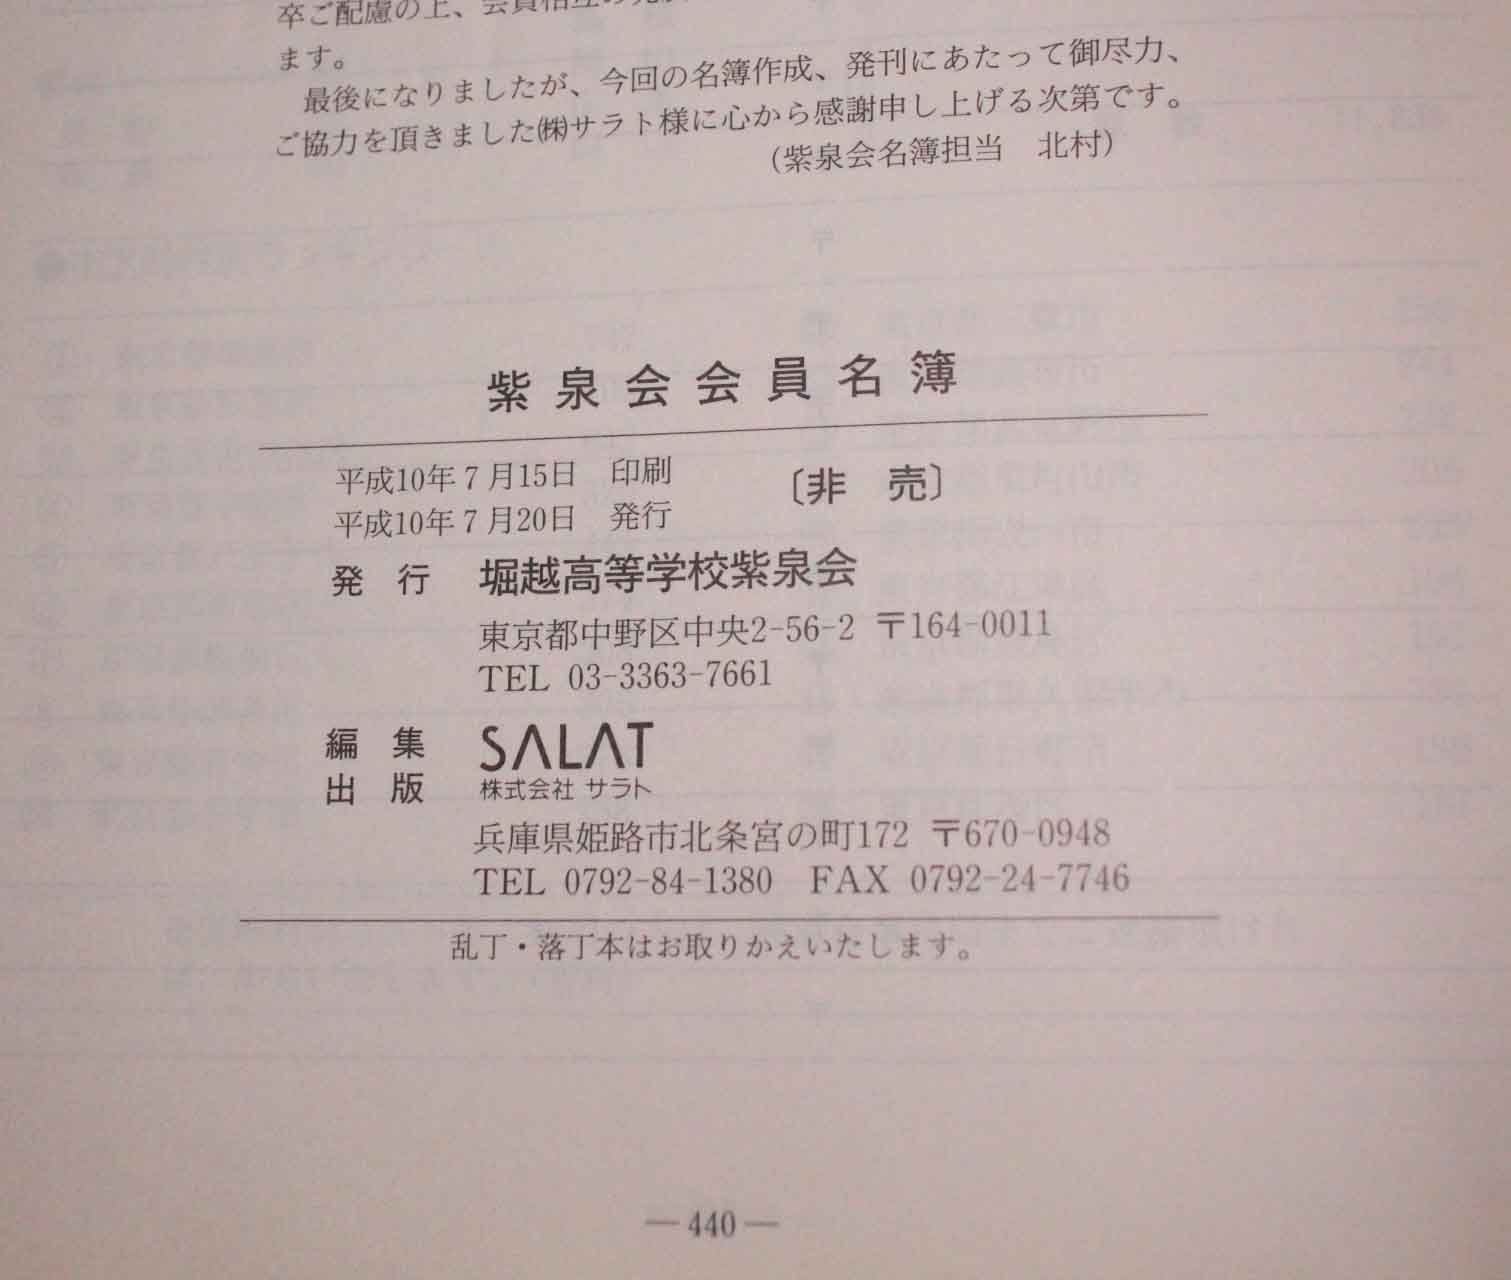 卒ご配慮の上、会員相互の
ます。
最後になりましたが、今回の名簿作成、発刊にあたって御尽力、
ご協力を頂きました㈱サラト様に心から感謝申し上げる次第です。
（紫泉会名簿担当　北村）
紫泉会会員名簿
平成10年7月15日　印刷
平成10年7月20日　発行
〔非　売〕
発　行　堀越高等学校紫泉会
東京都中野区中央2-56-2 〒164-0011
TEL 03-3363-7661
編　集　SALAT
出　版　株式会社 サラト
兵庫県姫路市北条宮の町172 〒670-0948
TEL 0792-84-1380　FAX 0792-24-7746
乱丁・落丁本はお取りかえいたします。
— 440 —